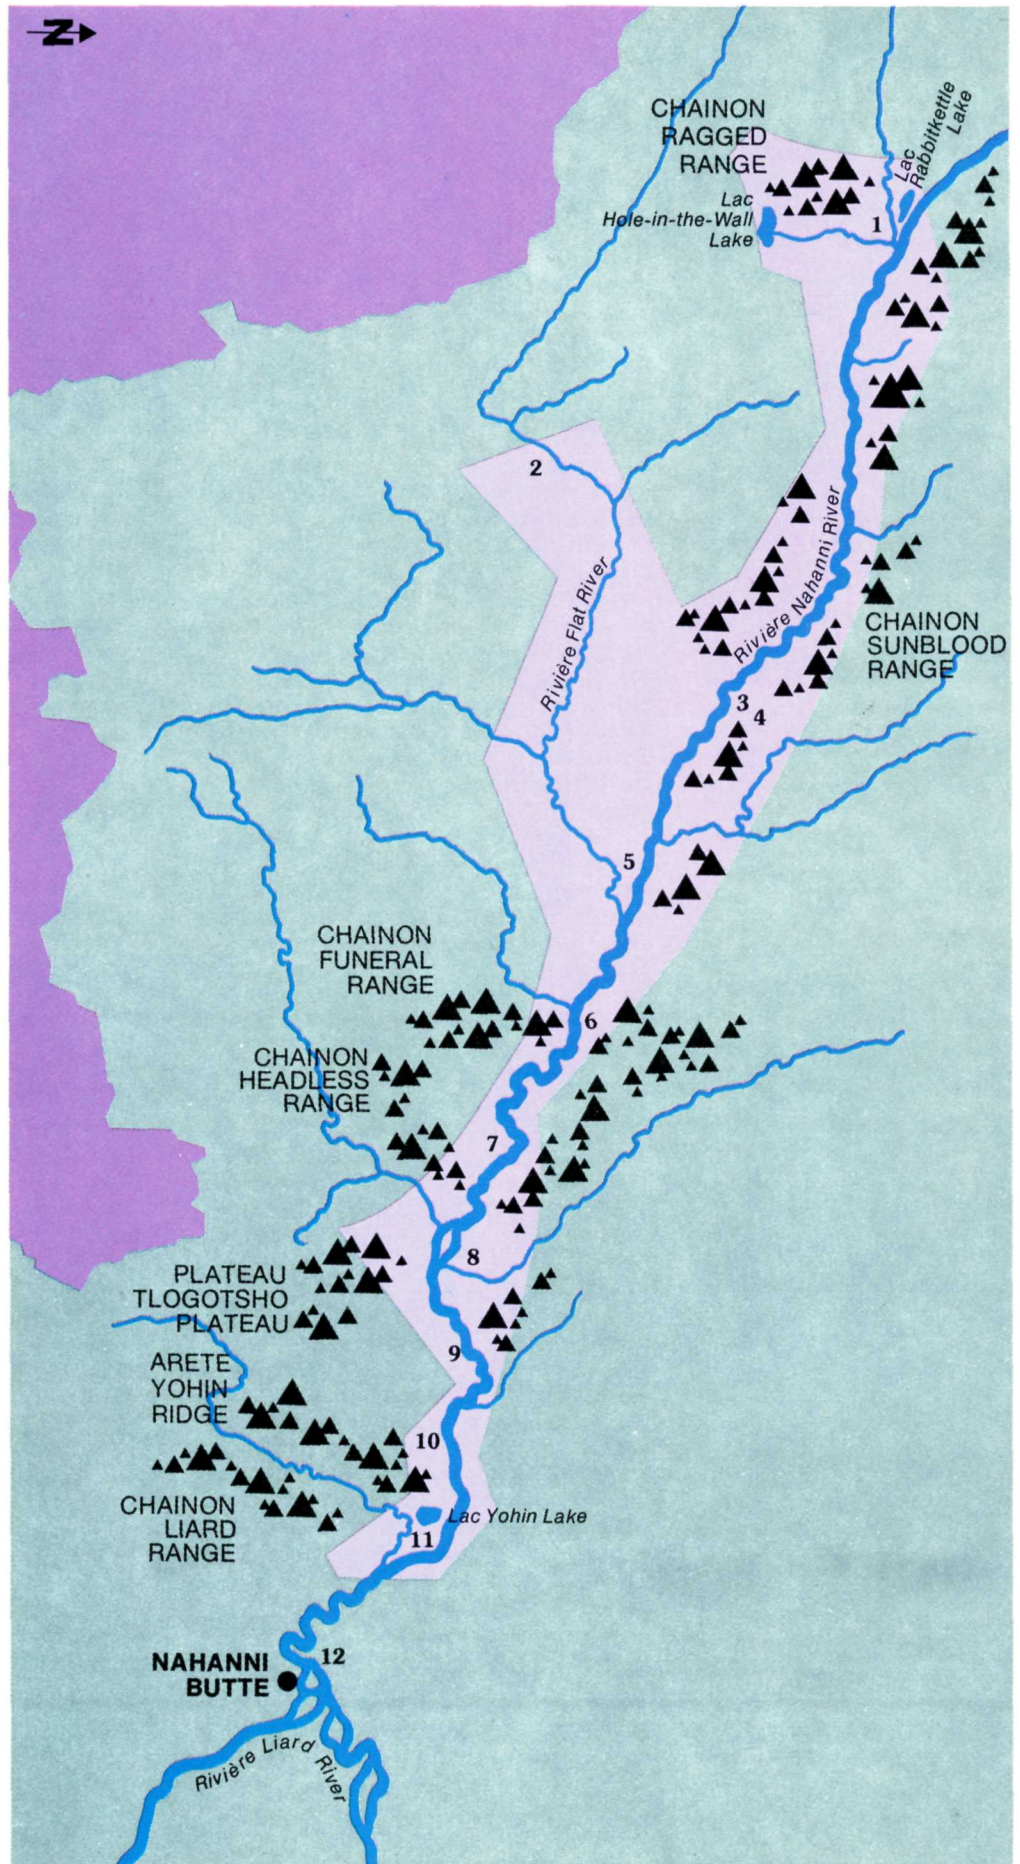 N
CHAINON
RAGGED
RANGE
Lac
Rabbitkettle
Lake
Lac
Hole-in-the-Wall
Lake
1
2
Rivière Flat River
Rivière Nahanni River
CHAINON
SUNBLOOD
RANGE
3
4
5
CHAINON
FUNERAL
RANGE
6
CHAINON
HEADLESS
RANGE
7
8
PLATEAU
TLOGOTSHO
PLATEAU
9
ARETE
YOHIN
RIDGE
10
CHAINON
LIARD
RANGE
Lac Yohin Lake
11
12
NAHANNI
BUTTE
Rivière Liard River